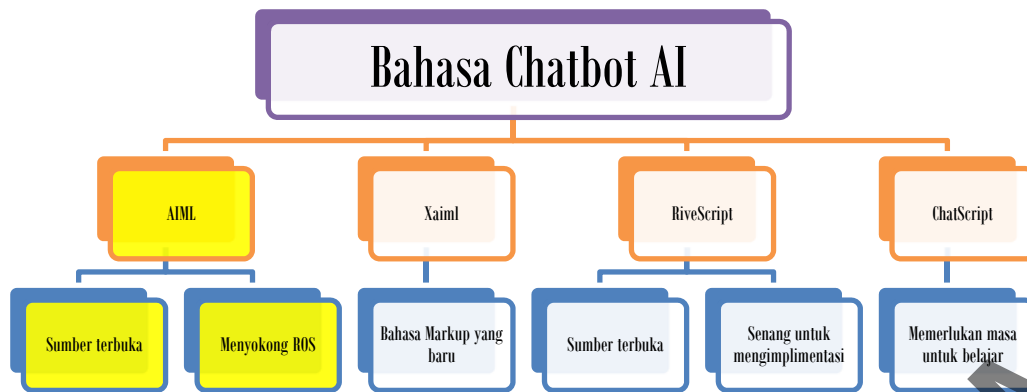 Bahasa Chatbot AI
AIML
Xaiml
RiveScript
ChatScript
Sumber terbuka
Menyokong ROS
Bahasa Markup yang
baru
Sumber terbuka
Senang untuk
mengimplimentasi
Memerlukan masa
untuk belajar